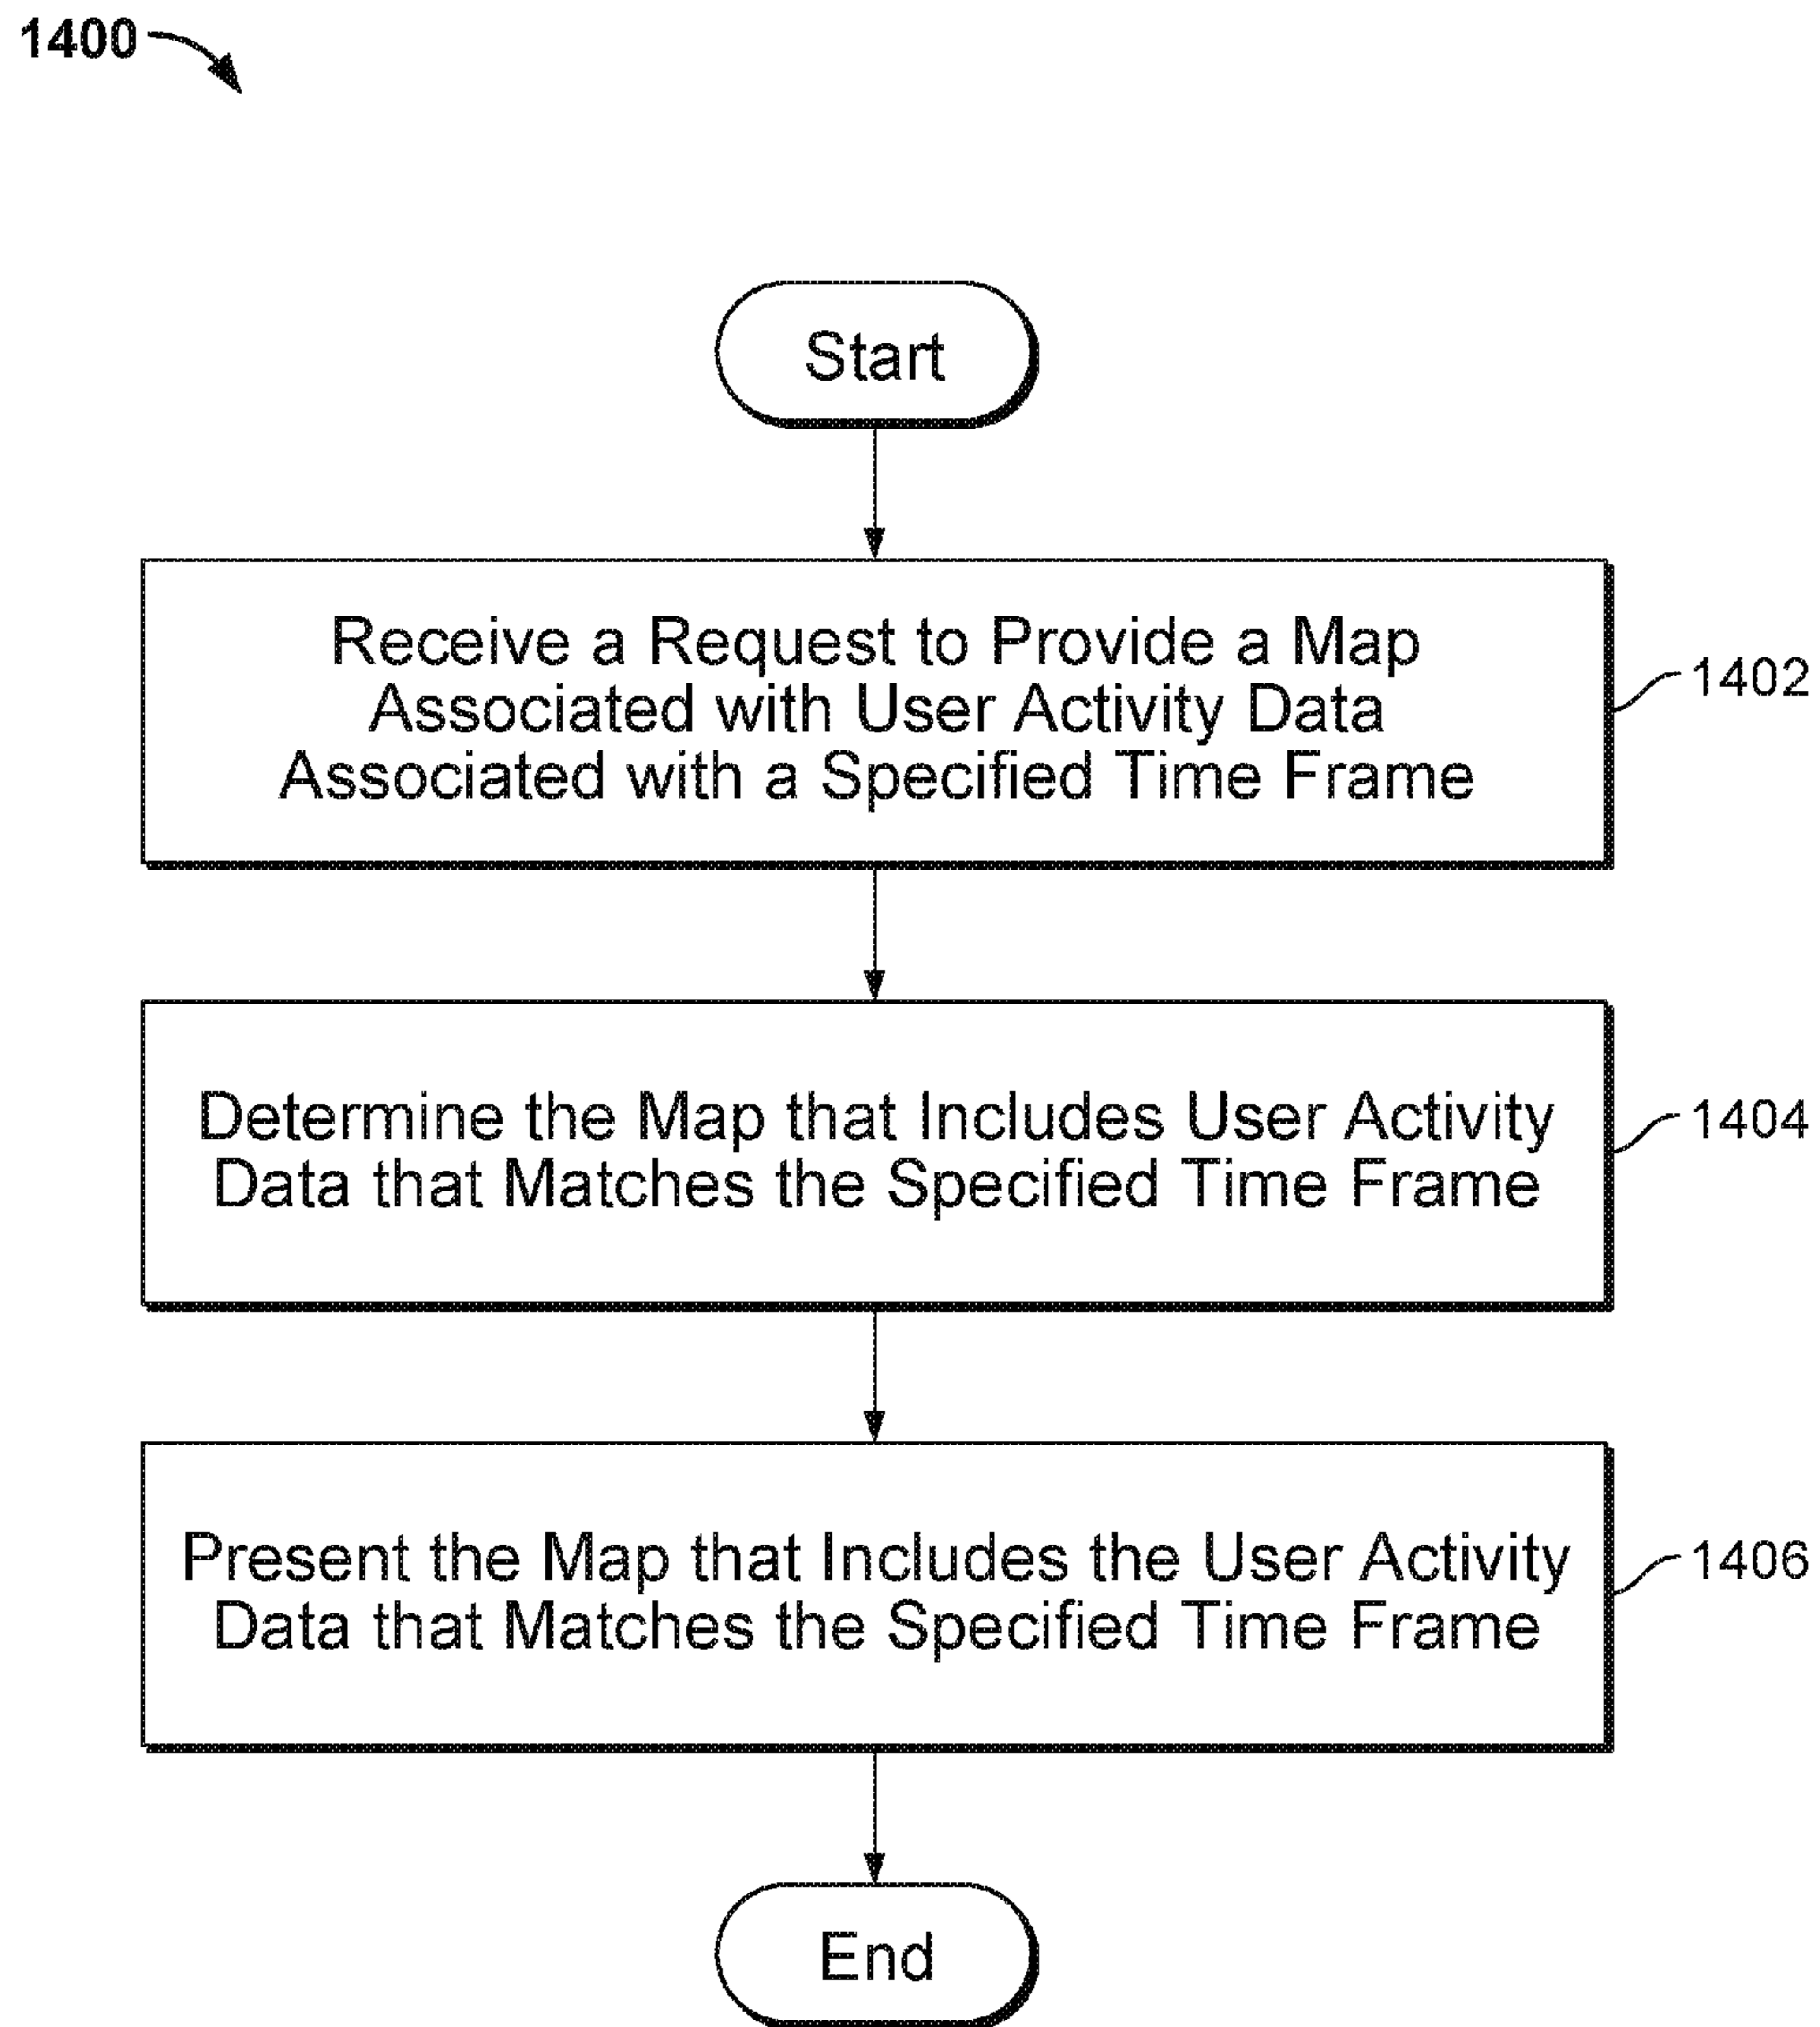 1400
Start
Receive a Request to Provide a Map
Associated with User Activity Data
Associated with a Specified Time Frame
1402
Determine the Map that Includes User Activity
Data that Matches the Specified Time Frame
1404
Present the Map that Includes the User Activity
Data that Matches the Specified Time Frame
1406
End